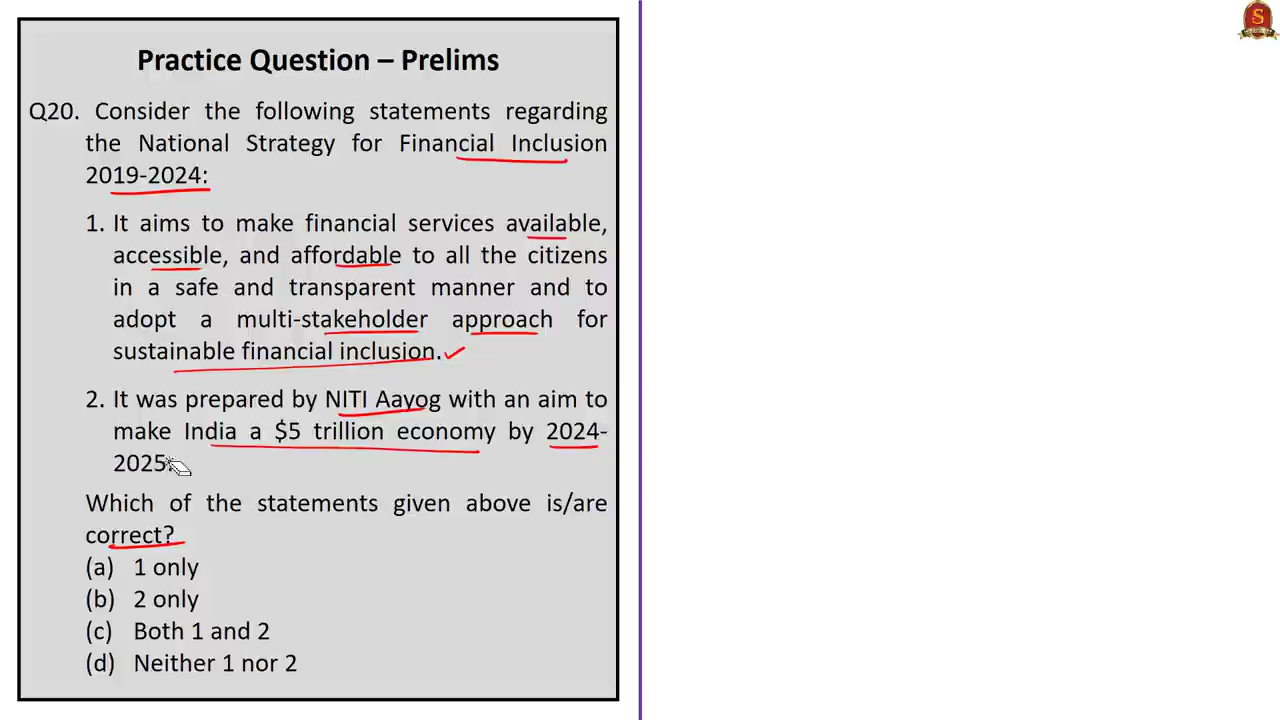 Practice Question – Prelims
Q20. Consider the following statements regarding
the National Strategy for Financial Inclusion
2019-2024:
1. It aims to make financial services available,
accessible, and affordable to all the citizens
in a safe and transparent manner and to
adopt a multi-stakeholder approach for
sustainable financial inclusion.
2. It was prepared by NITI Aayog with an aim to
make India a $5 trillion economy by 2024-
2025.
Which of the statements given above is/are
correct?
(a) 1 only
(b) 2 only
(c) Both 1 and 2
(d) Neither 1 nor 2
S